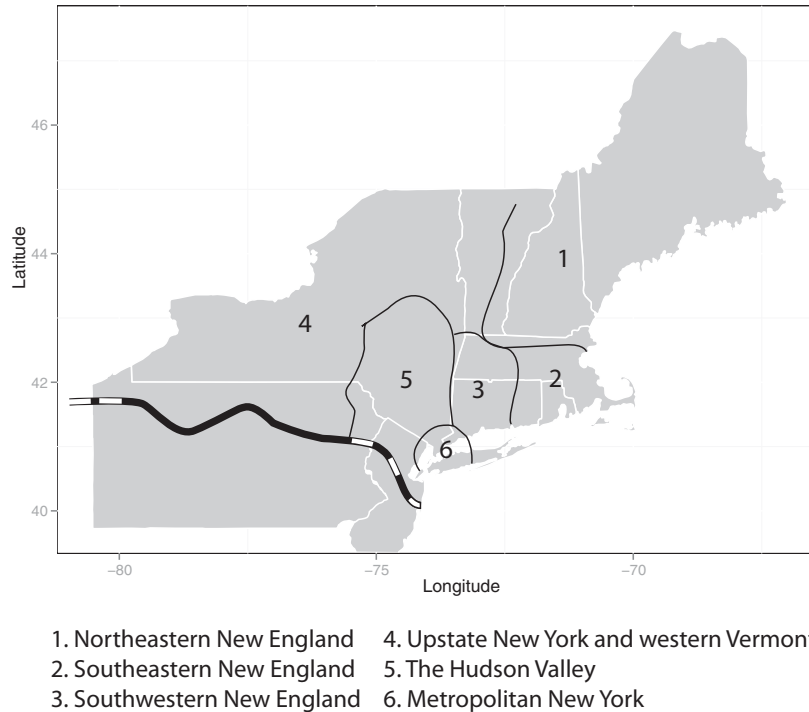 46
44
42
40
Latitude
1
4
5
3
2
6
−80
−75
−70
Longitude
1. Northeastern New England
2. Southeastern New England
3. Southwestern New England
4. Upstate New York and western Vermont
5. The Hudson Valley
6. Metropolitan New York